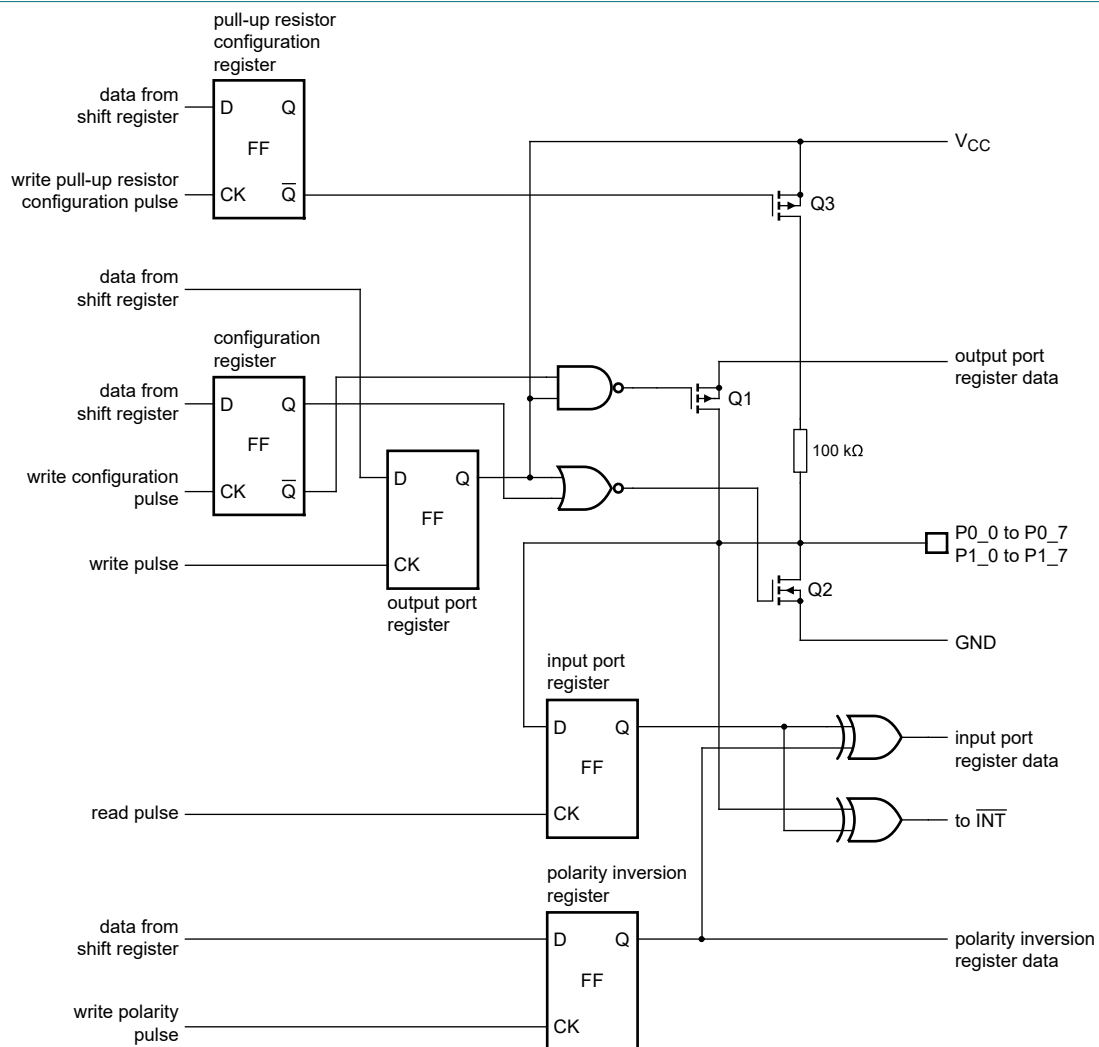 pull-up resistor
configuration
register
data from
shift register
D
Q
FF
write pull-up resistor
configuration pulse
CK
Q̅
VCC
Q3
data from
shift register
configuration
register
data from
shift register
D
Q
FF
write configuration
pulse
CK
Q̅
output port
register data
Q1
100 kΩ
D
Q
FF
write pulse
CK
output port
register
P0_0 to P0_7
P1_0 to P1_7
Q2
GND
input port
register
D
Q
FF
read pulse
CK
input port
register data
to I̅N̅T̅
polarity inversion
register
data from
shift register
D
Q
FF
polarity inversion
register data
write polarity
pulse
CK